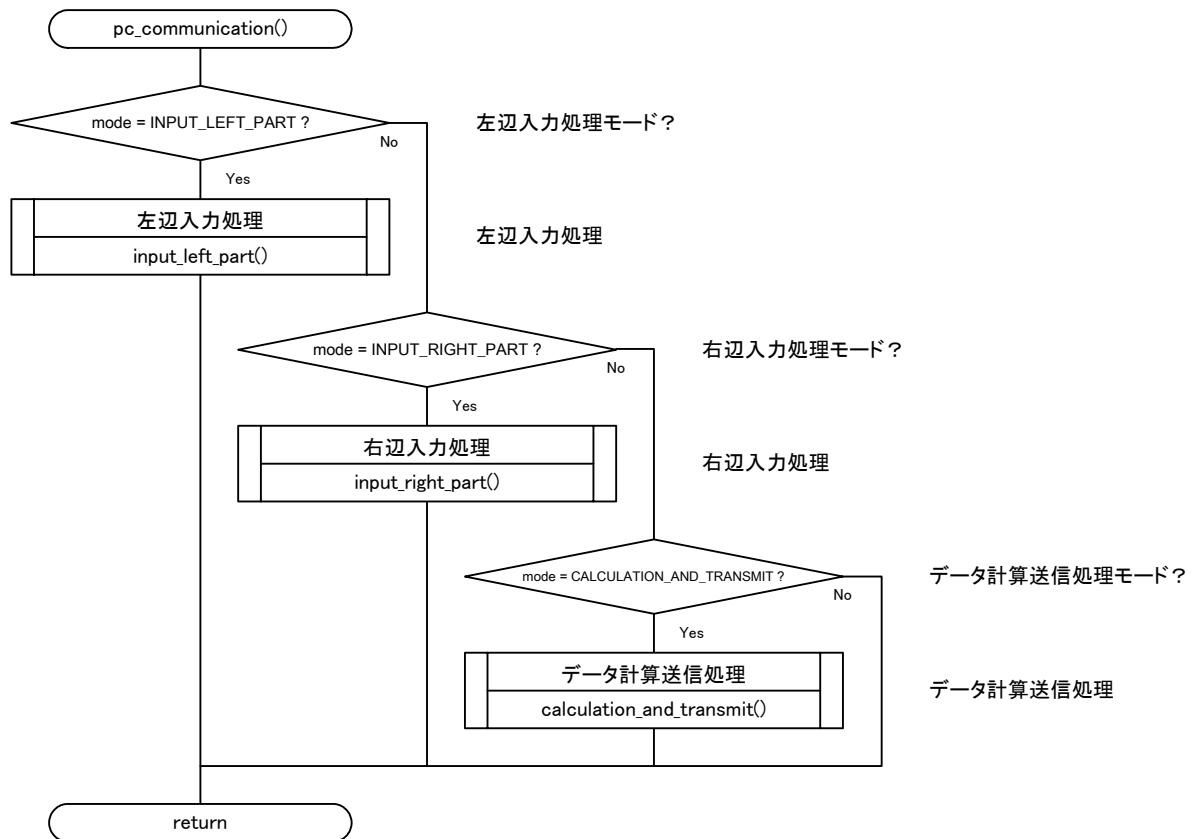 pc_communication()
mode = INPUT_LEFT_PART ?
左辺入力処理モード?
No
Yes
左辺入力処理
input_left_part()
左辺入力処理
mode = INPUT_RIGHT_PART ?
右辺入力処理モード?
No
Yes
右辺入力処理
input_right_part()
右辺入力処理
mode = CALCULATION_AND_TRANSMIT ?
データ計算送信処理モード?
No
Yes
データ計算送信処理
calculation_and_transmit()
データ計算送信処理
return